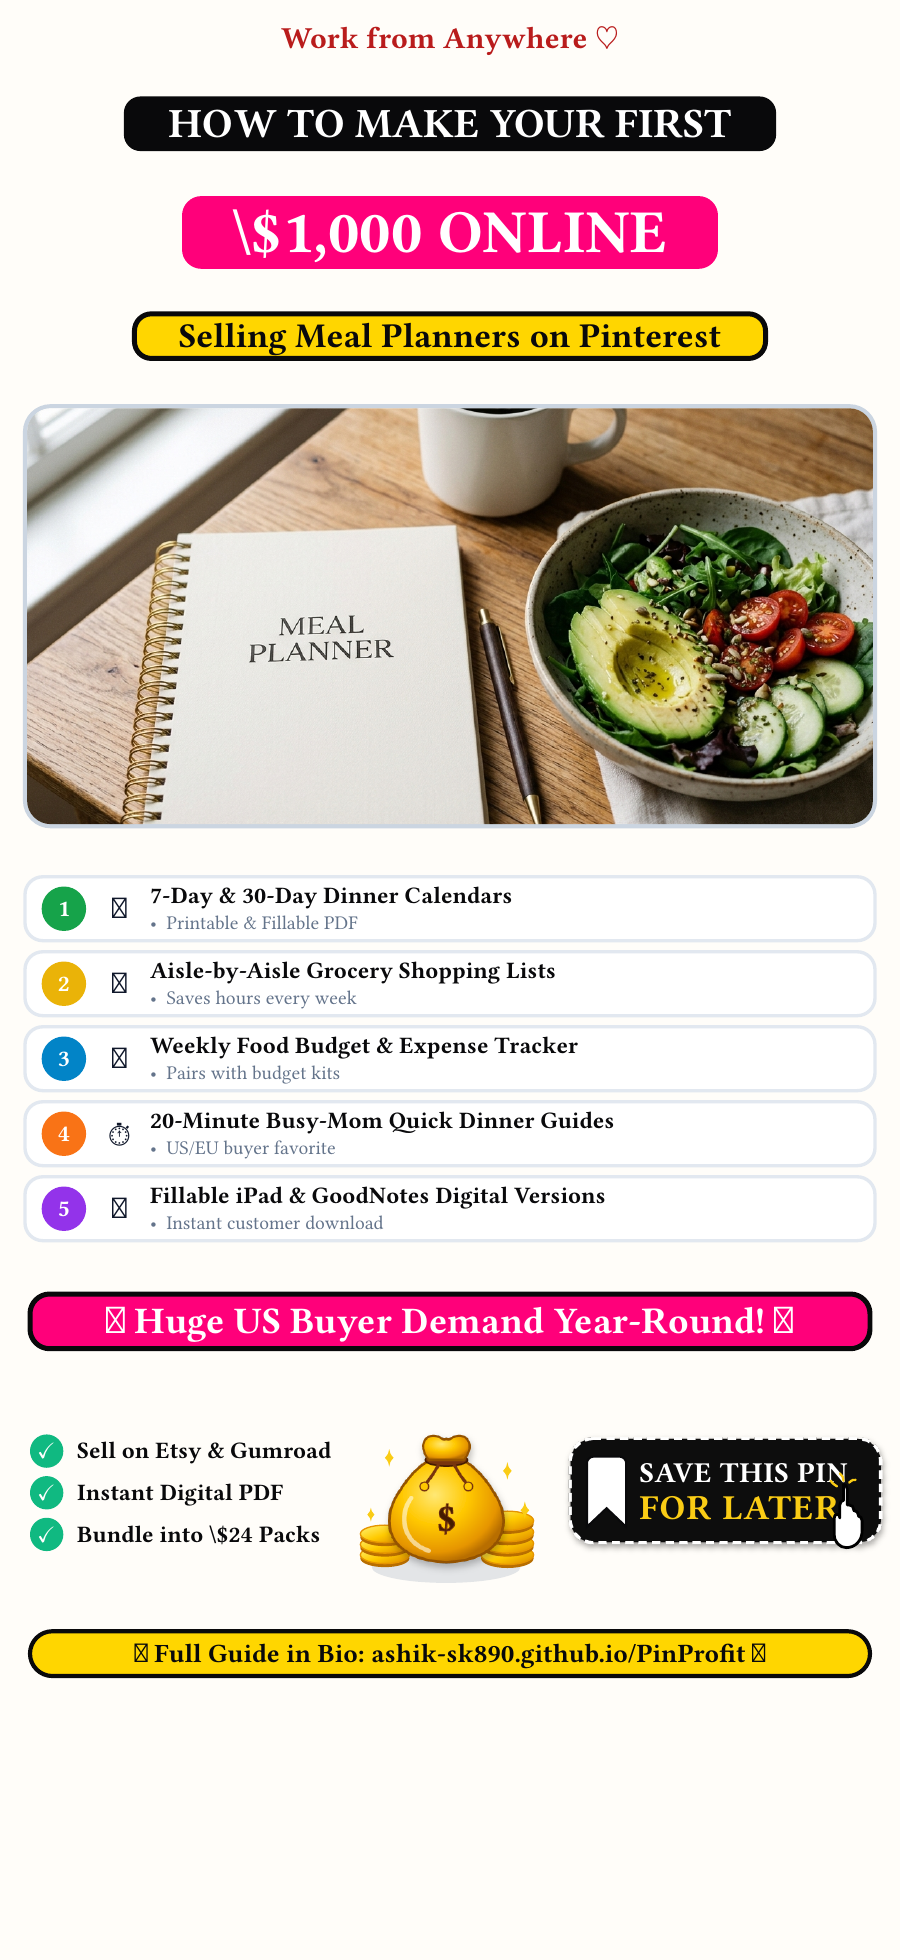 Work from Anywhere ♡
HOW TO MAKE YOUR FIRST
\$1,000 ONLINE
Selling Meal Planners on Pinterest
MEAL
PLANNER
1
7-Day & 30-Day Dinner Calendars
• Printable & Fillable PDF
2
Aisle-by-Aisle Grocery Shopping Lists
• Saves hours every week
3
Weekly Food Budget & Expense Tracker
• Pairs with budget kits
4 ⏱
20-Minute Busy-Mom Quick Dinner Guides
• US/EU buyer favorite
5
Fillable iPad & GoodNotes Digital Versions
• Instant customer download
Huge US Buyer Demand Year-Round!
✓ Sell on Etsy & Gumroad
✓ Instant Digital PDF
✓ Bundle into \$24 Packs
$
SAVE THIS PIN
FOR LATER
Full Guide in Bio: ashik-sk890.github.io/PinProfit